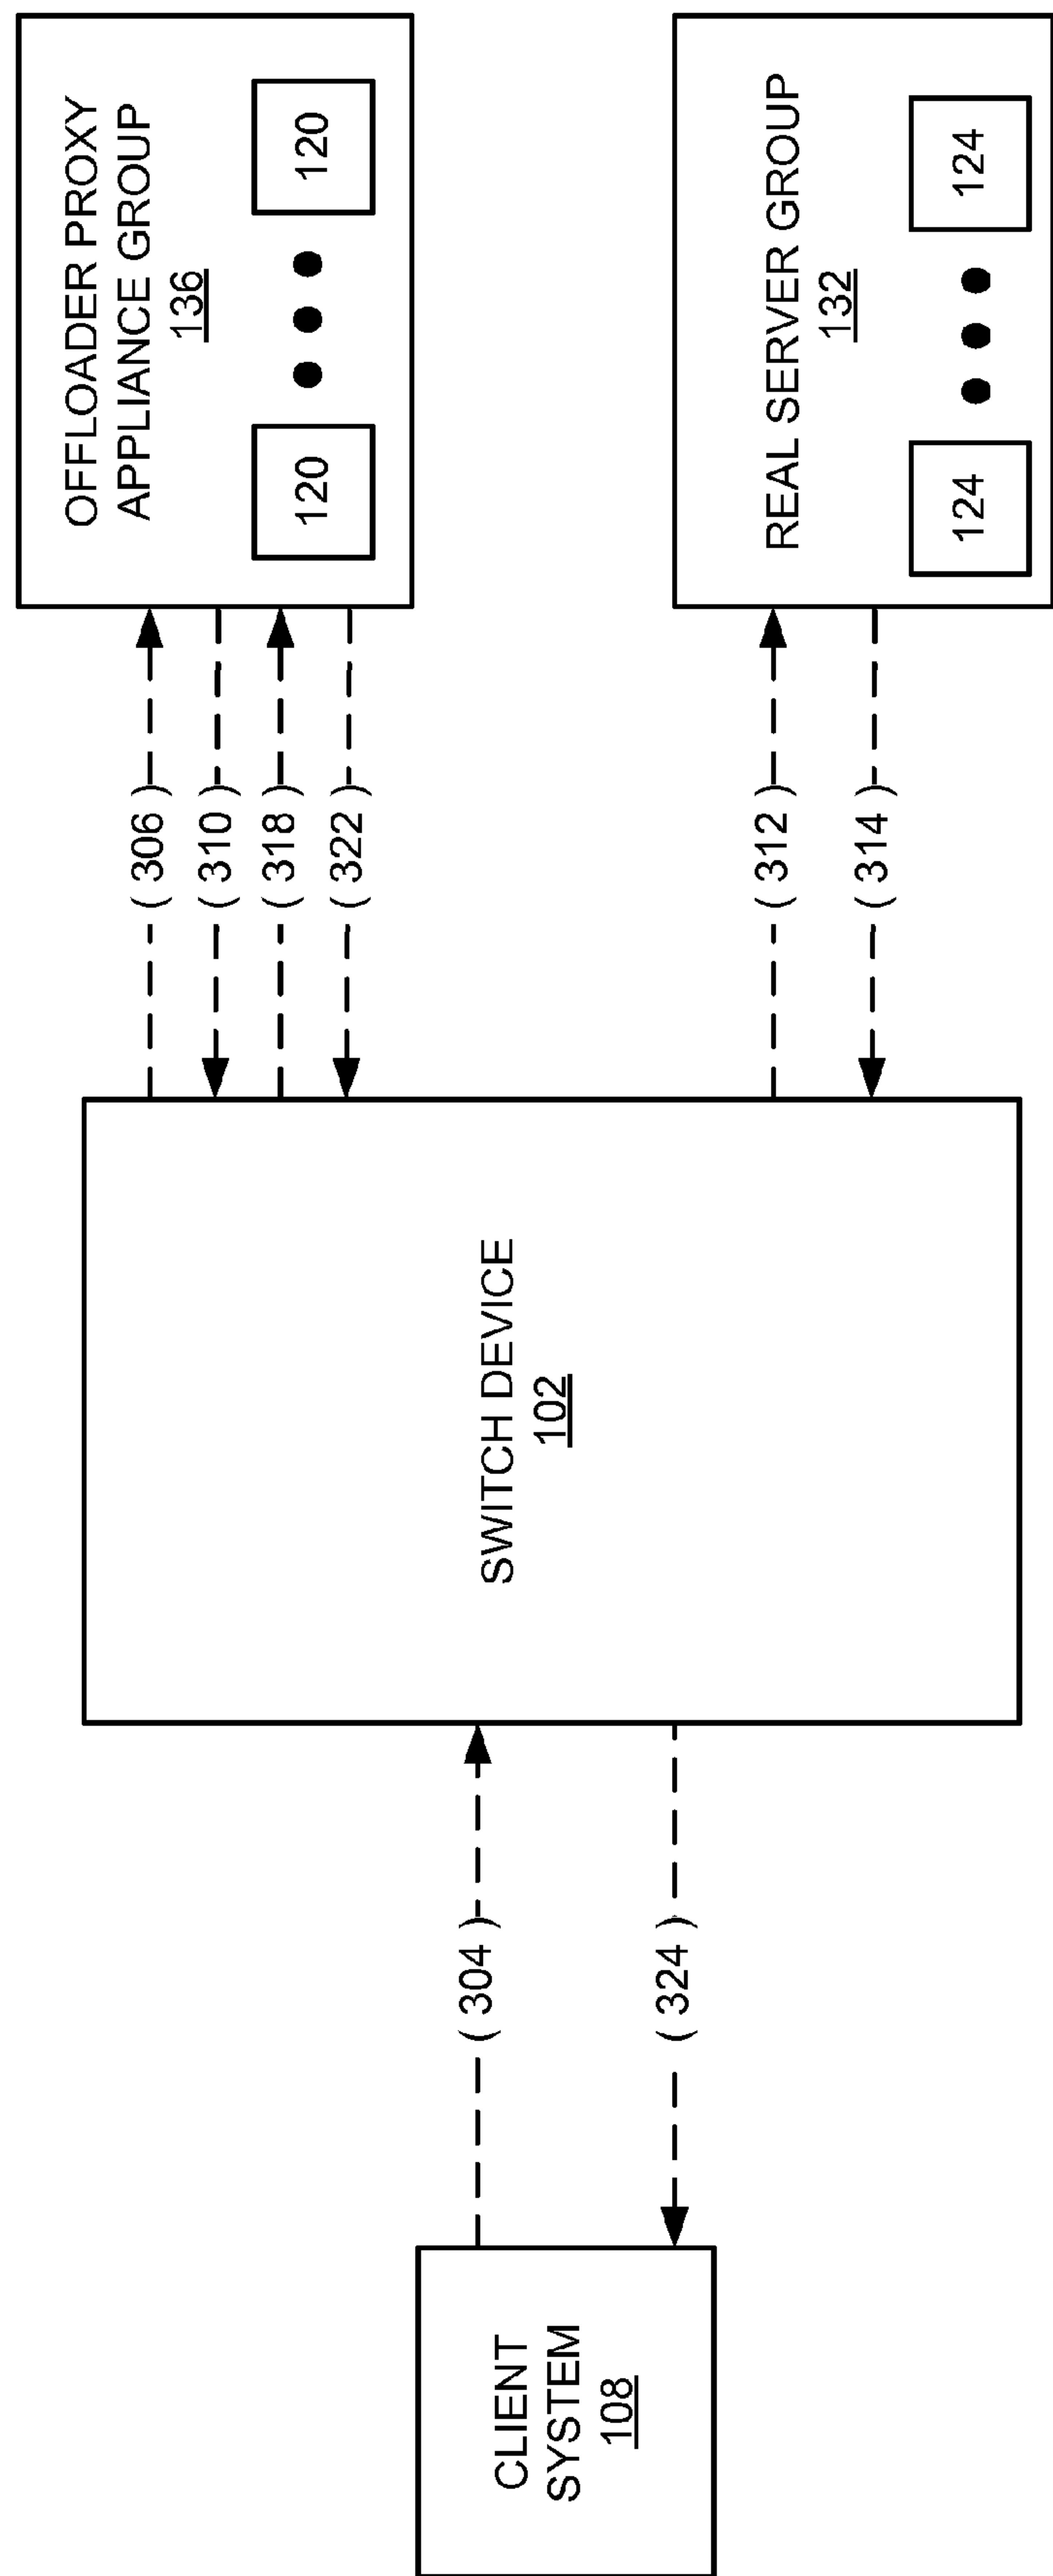 OFFLOADER PROXY
APPLIANCE GROUP
136
120
120
( 306 )
( 310 )
( 318 )
( 322 )
REAL SERVER GROUP
132
124
124
( 312 )
( 314 )
SWITCH DEVICE
102
( 304 )
( 324 )
CLIENT
SYSTEM
108